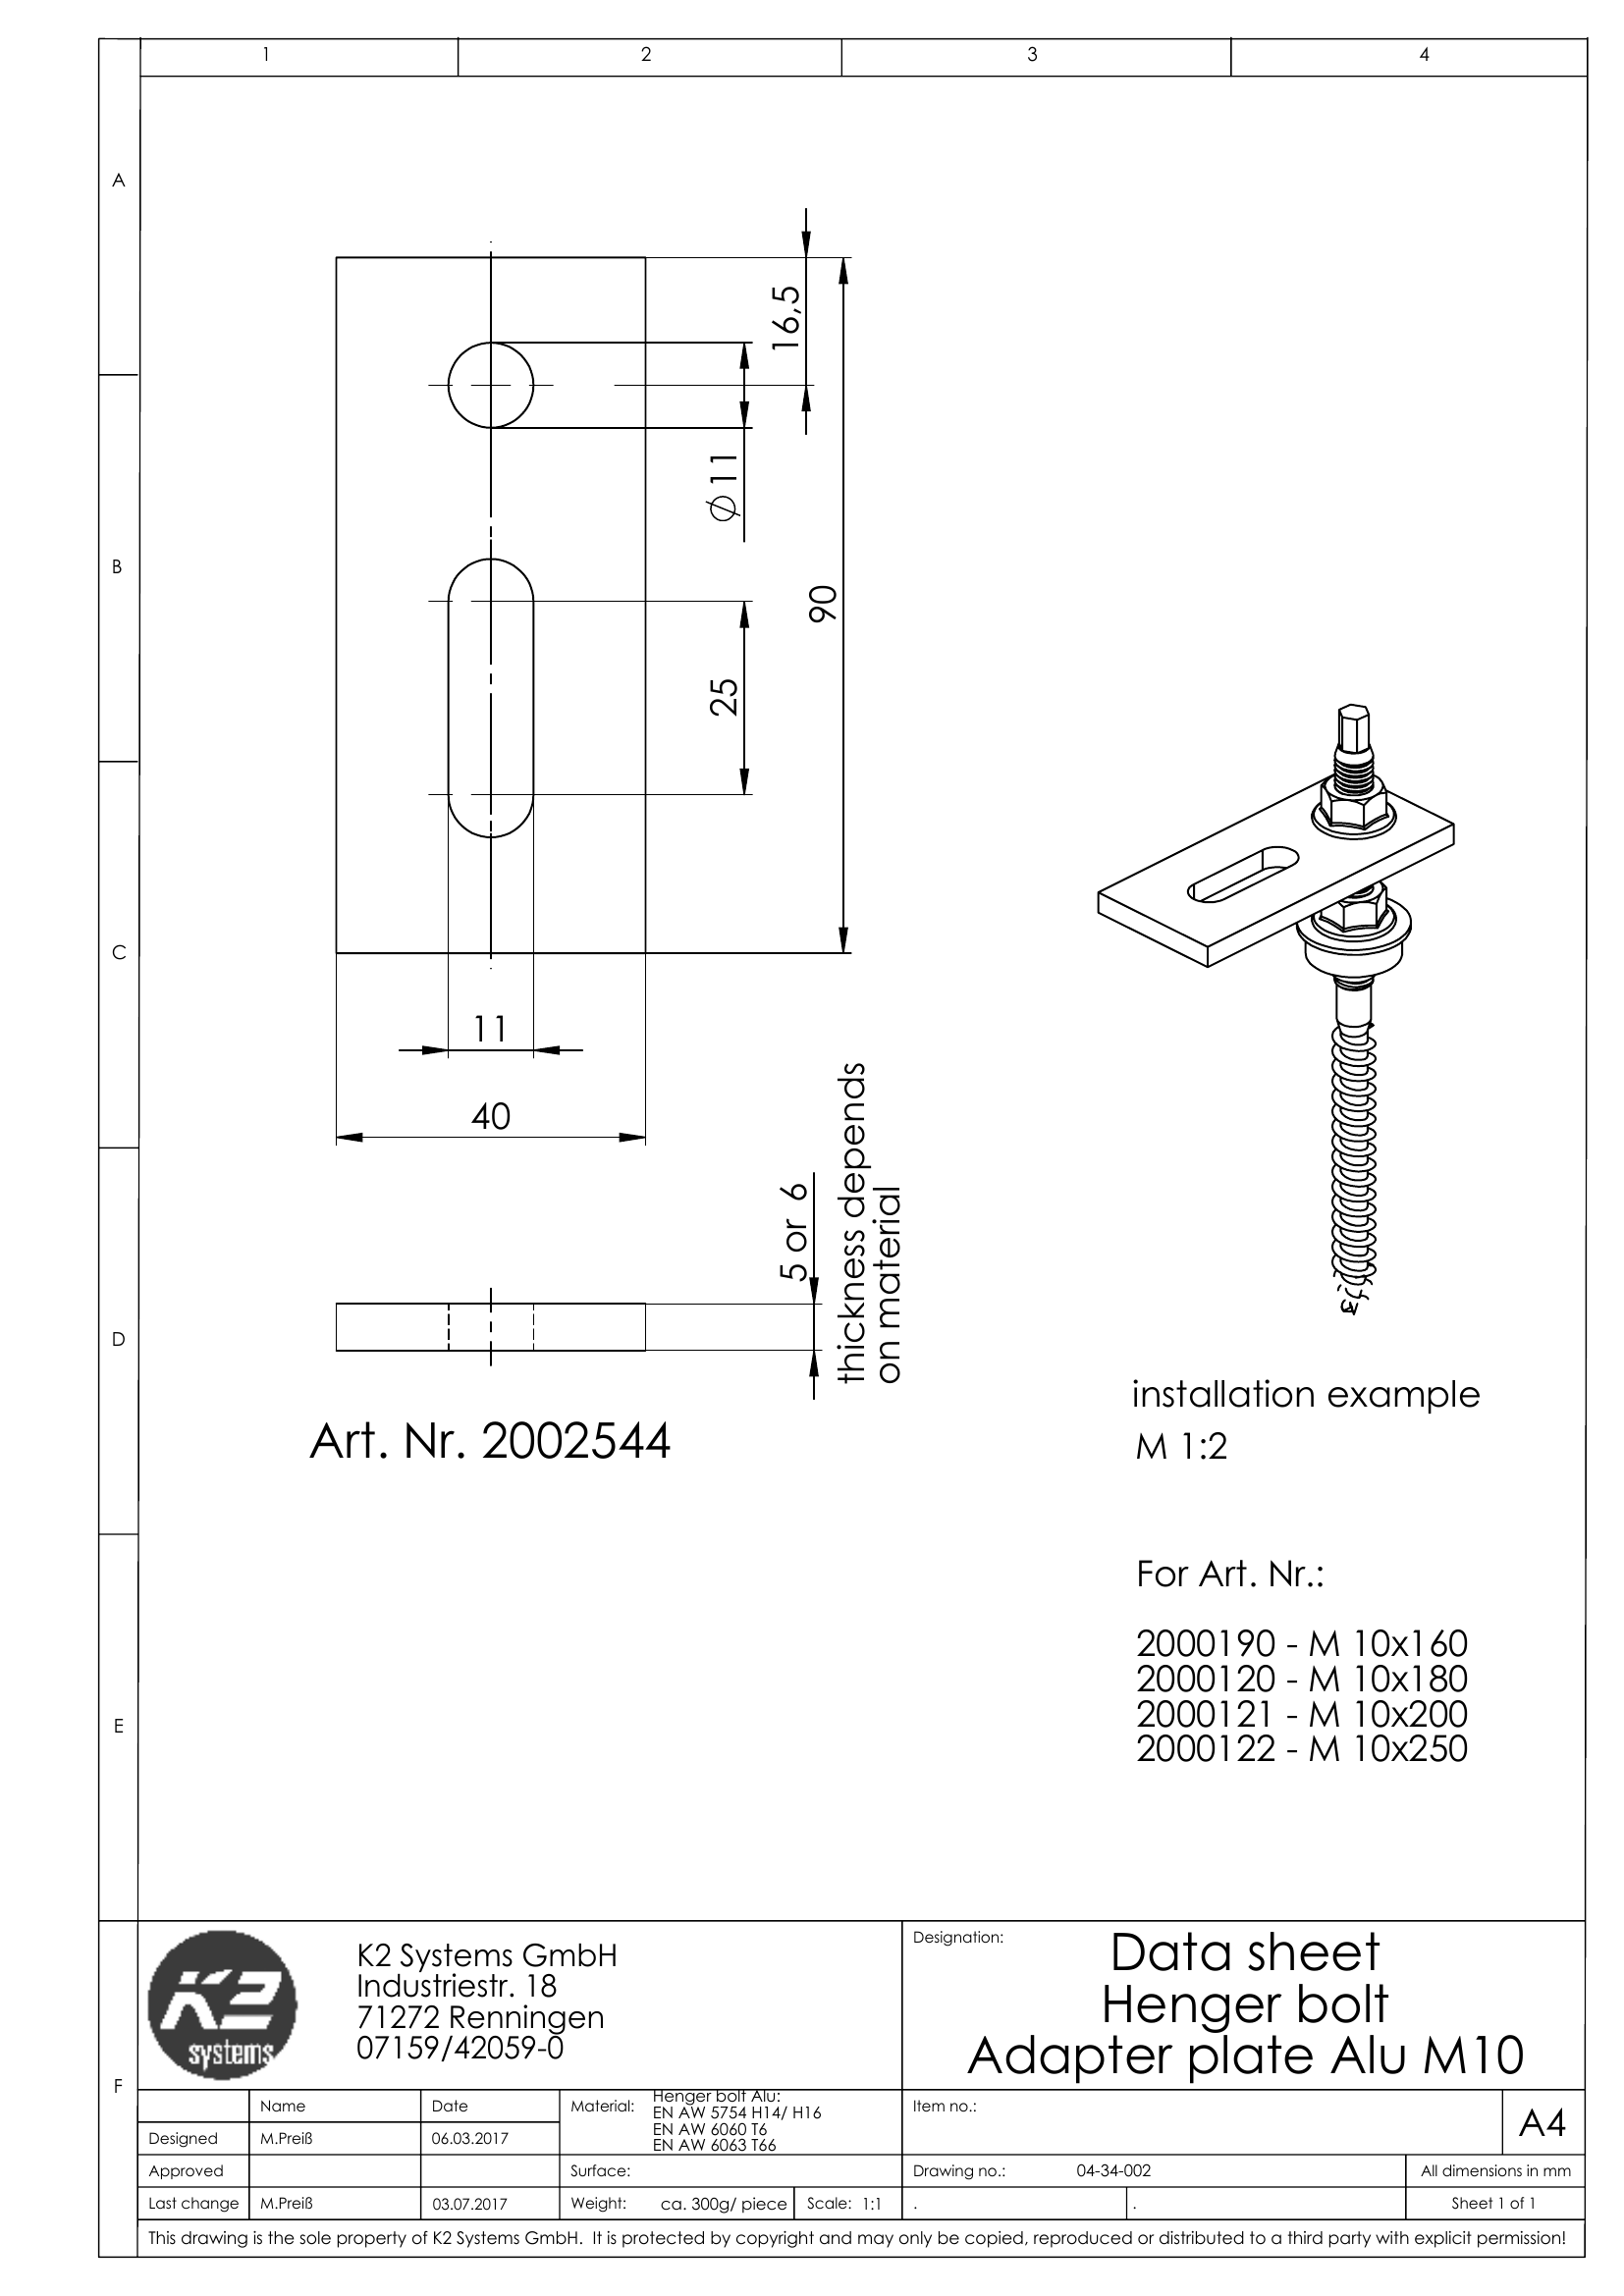 1 2 3 4
A
B
C
D
E
F
16,5
⌀11
90
25
11
40
5 or 6
thickness depends
on material
Art. Nr. 2002544
installation example
M 1:2
For Art. Nr.:
2000190 - M 10x160
2000120 - M 10x180
2000121 - M 10x200
2000122 - M 10x250
K2
systems
K2 Systems GmbH
Industriestr. 18
71272 Renningen
07159/42059-0
Designation:
Data sheet
Henger bolt
Adapter plate Alu M10
Name Date
Designed M.Preiß 06.03.2017
Approved
Last change M.Preiß 03.07.2017
Material:
Henger bolt Alu:
EN AW 5754 H14/ H16
EN AW 6060 T6
EN AW 6063 T66
Surface:
Weight: ca. 300g/ piece Scale: 1:1
Item no.:
A4
Drawing no.: 04-34-002 All dimensions in mm
. . Sheet 1 of 1
This drawing is the sole property of K2 Systems GmbH. It is protected by copyright and may only be copied, reproduced or distributed to a third party with explicit permission!